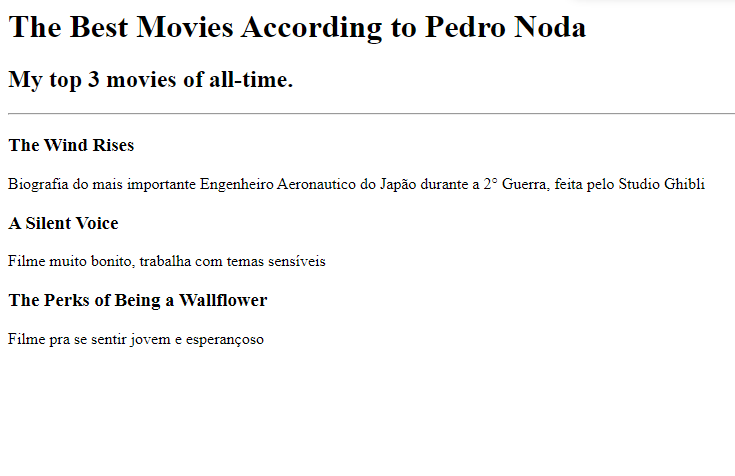 The Best Movies According to Pedro Noda
My top 3 movies of all-time.
The Wind Rises
Biografia do mais importante Engenheiro Aeronautico do Japão durante a 2° Guerra, feita pelo Studio Ghibli
A Silent Voice
Filme muito bonito, trabalha com temas sensíveis
The Perks of Being a Wallflower
Filme pra se sentir jovem e esperançoso